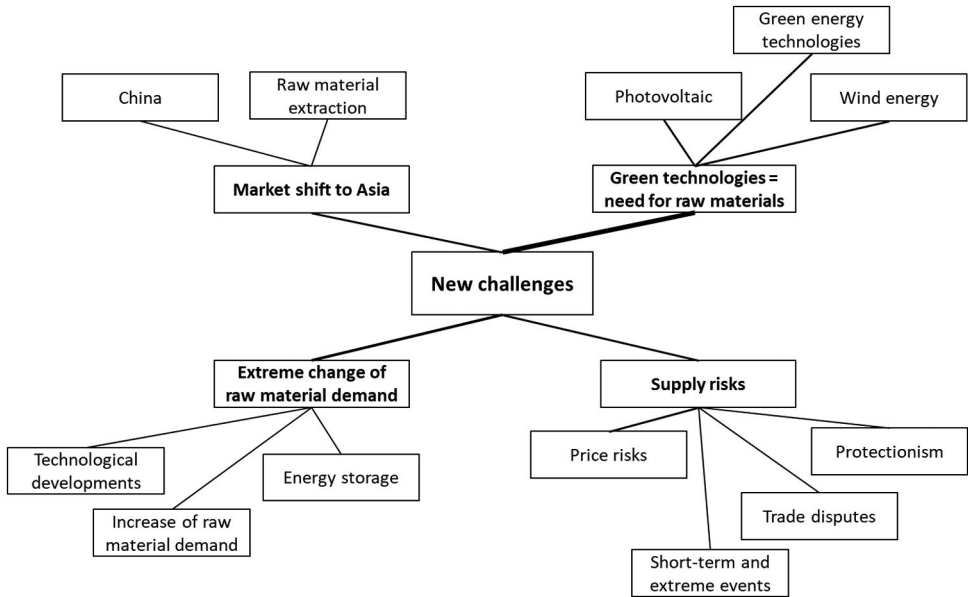 Green energy
technologies
China
Raw material
extraction
Photovoltaic
Wind energy
Market shift to Asia
Green technologies =
need for raw materials
New challenges
Extreme change of
raw material demand
Supply risks
Technological
developments
Energy storage
Increase of raw
material demand
Price risks
Protectionism
Trade disputes
Short-term and
extreme events